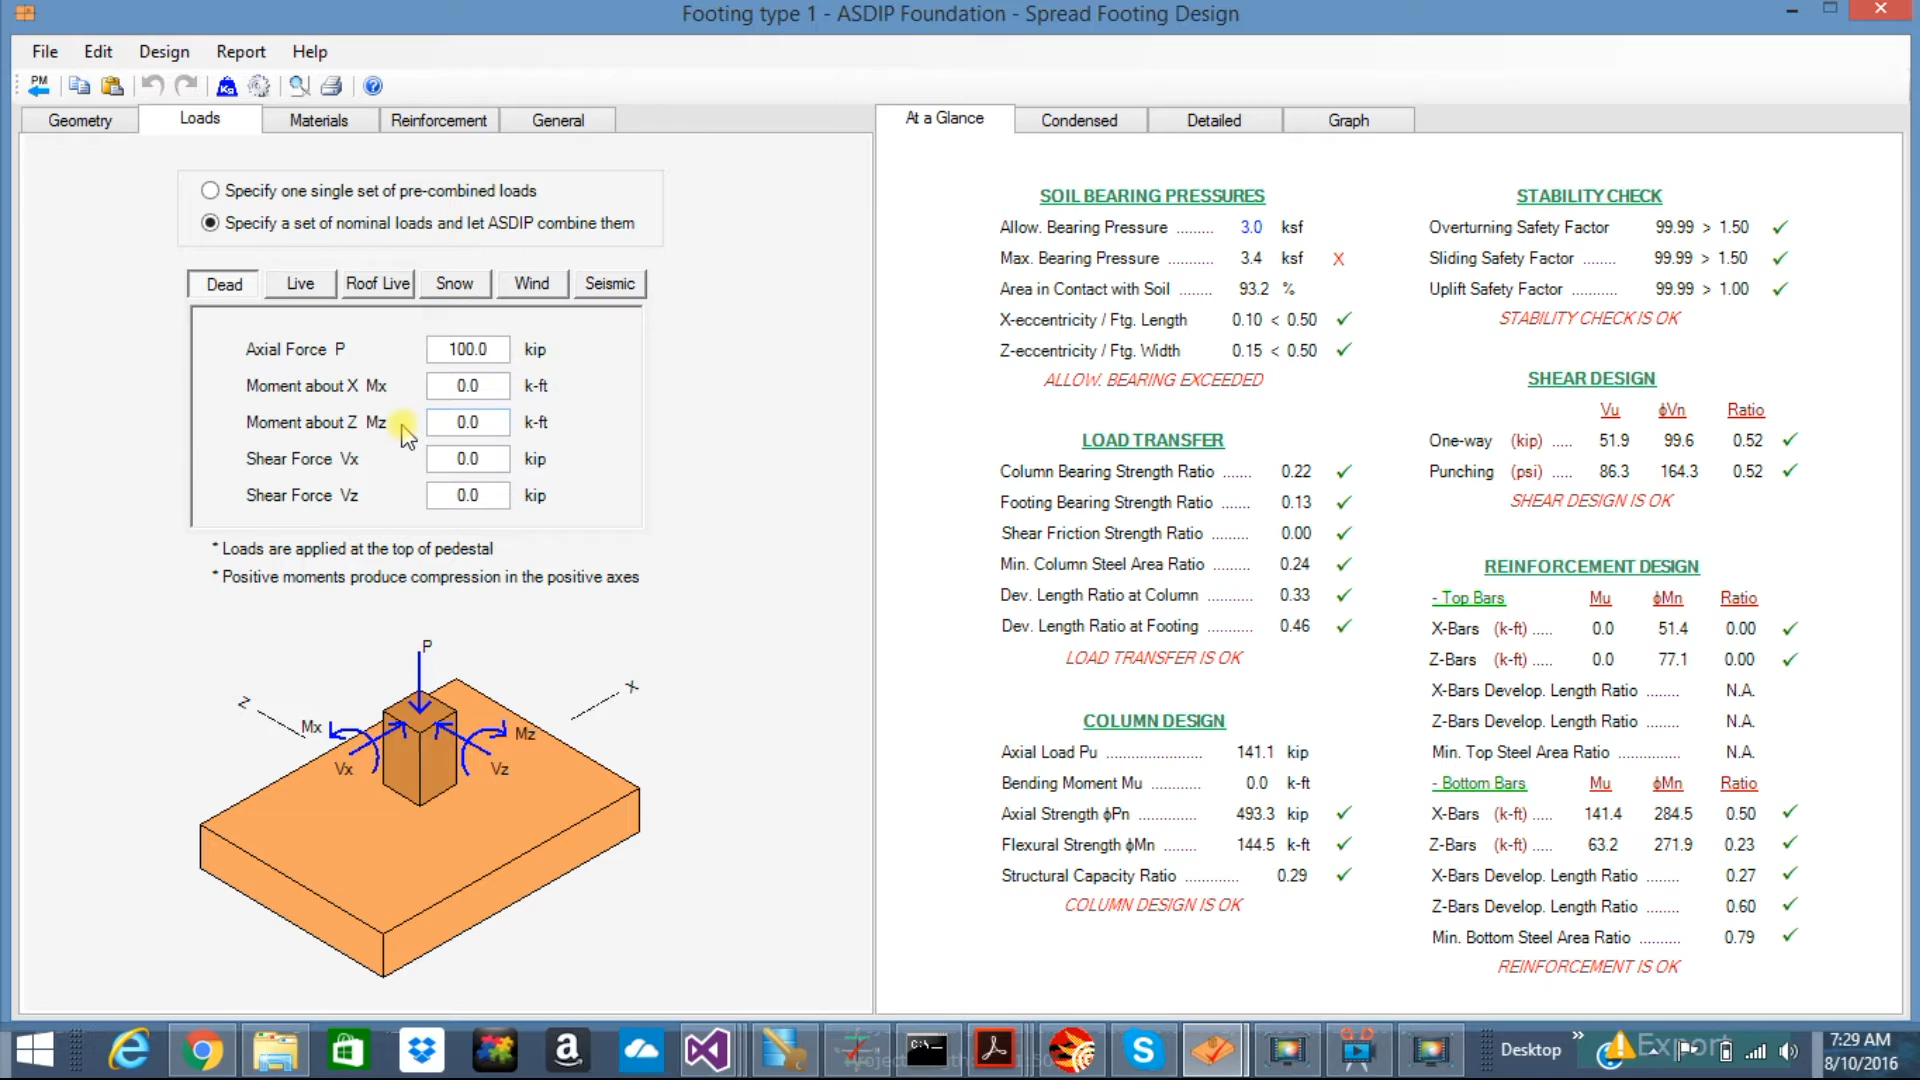 Footing type 1 - ASDIP Foundation - Spread Footing Design
File Edit Design Report Help
PM Kg
Geometry Loads Materials Reinforcement General
At a Glance Condensed Detailed Graph
Specify one single set of pre-combined loads
Specify a set of nominal loads and let ASDIP combine them
Dead Live Roof Live Snow Wind Seismic
Axial Force P 100.0 kip
Moment about X Mx 0.0 k-ft
Moment about Z Mz 0.0 k-ft
Shear Force Vx 0.0 kip
Shear Force Vz 0.0 kip
* Loads are applied at the top of pedestal
* Positive moments produce compression in the positive axes
P
Z X
Mx Mz
Vx Vz
SOIL BEARING PRESSURES
Allow. Bearing Pressure ........ 3.0 ksf
Max. Bearing Pressure ........... 3.4 ksf X
Area in Contact with Soil ....... 93.2 %
X-eccentricity / Ftg. Length 0.10 < 0.50 ✓
Z-eccentricity / Ftg. Width 0.15 < 0.50 ✓
ALLOW. BEARING EXCEEDED
LOAD TRANSFER
Column Bearing Strength Ratio ...... 0.22 ✓
Footing Bearing Strength Ratio ...... 0.13 ✓
Shear Friction Strength Ratio ......... 0.00 ✓
Min. Column Steel Area Ratio ........ 0.24 ✓
Dev. Length Ratio at Column .......... 0.33 ✓
Dev. Length Ratio at Footing .......... 0.46 ✓
LOAD TRANSFER IS OK
COLUMN DESIGN
Axial Load Pu ...................... 141.1 kip
Bending Moment Mu ............ 0.0 k-ft
Axial Strength ϕPn .............. 493.3 kip ✓
Flexural Strength ϕMn ........ 144.5 k-ft ✓
Structural Capacity Ratio ............. 0.29 ✓
COLUMN DESIGN IS OK
STABILITY CHECK
Overturning Safety Factor 99.99 > 1.50 ✓
Sliding Safety Factor ........ 99.99 > 1.50 ✓
Uplift Safety Factor ........... 99.99 > 1.00 ✓
STABILITY CHECK IS OK
SHEAR DESIGN
Vu ϕVn Ratio
One-way (kip) ..... 51.9 99.6 0.52 ✓
Punching (psi) ..... 86.3 164.3 0.52 ✓
SHEAR DESIGN IS OK
REINFORCEMENT DESIGN
- Top Bars Mu ϕMn Ratio
X-Bars (k-ft) ..... 0.0 51.4 0.00 ✓
Z-Bars (k-ft) ..... 0.0 77.1 0.00 ✓
X-Bars Develop. Length Ratio ........ N.A.
Z-Bars Develop. Length Ratio ........ N.A.
Min. Top Steel Area Ratio ............... N.A.
- Bottom Bars Mu ϕMn Ratio
X-Bars (k-ft) ..... 141.4 284.5 0.50 ✓
Z-Bars (k-ft) ..... 63.2 271.9 0.23 ✓
X-Bars Develop. Length Ratio ........ 0.27 ✓
Z-Bars Develop. Length Ratio ........ 0.60 ✓
Min. Bottom Steel Area Ratio .......... 0.79 ✓
REINFORCEMENT IS OK
Desktop Export 7:29 AM
8/10/2016